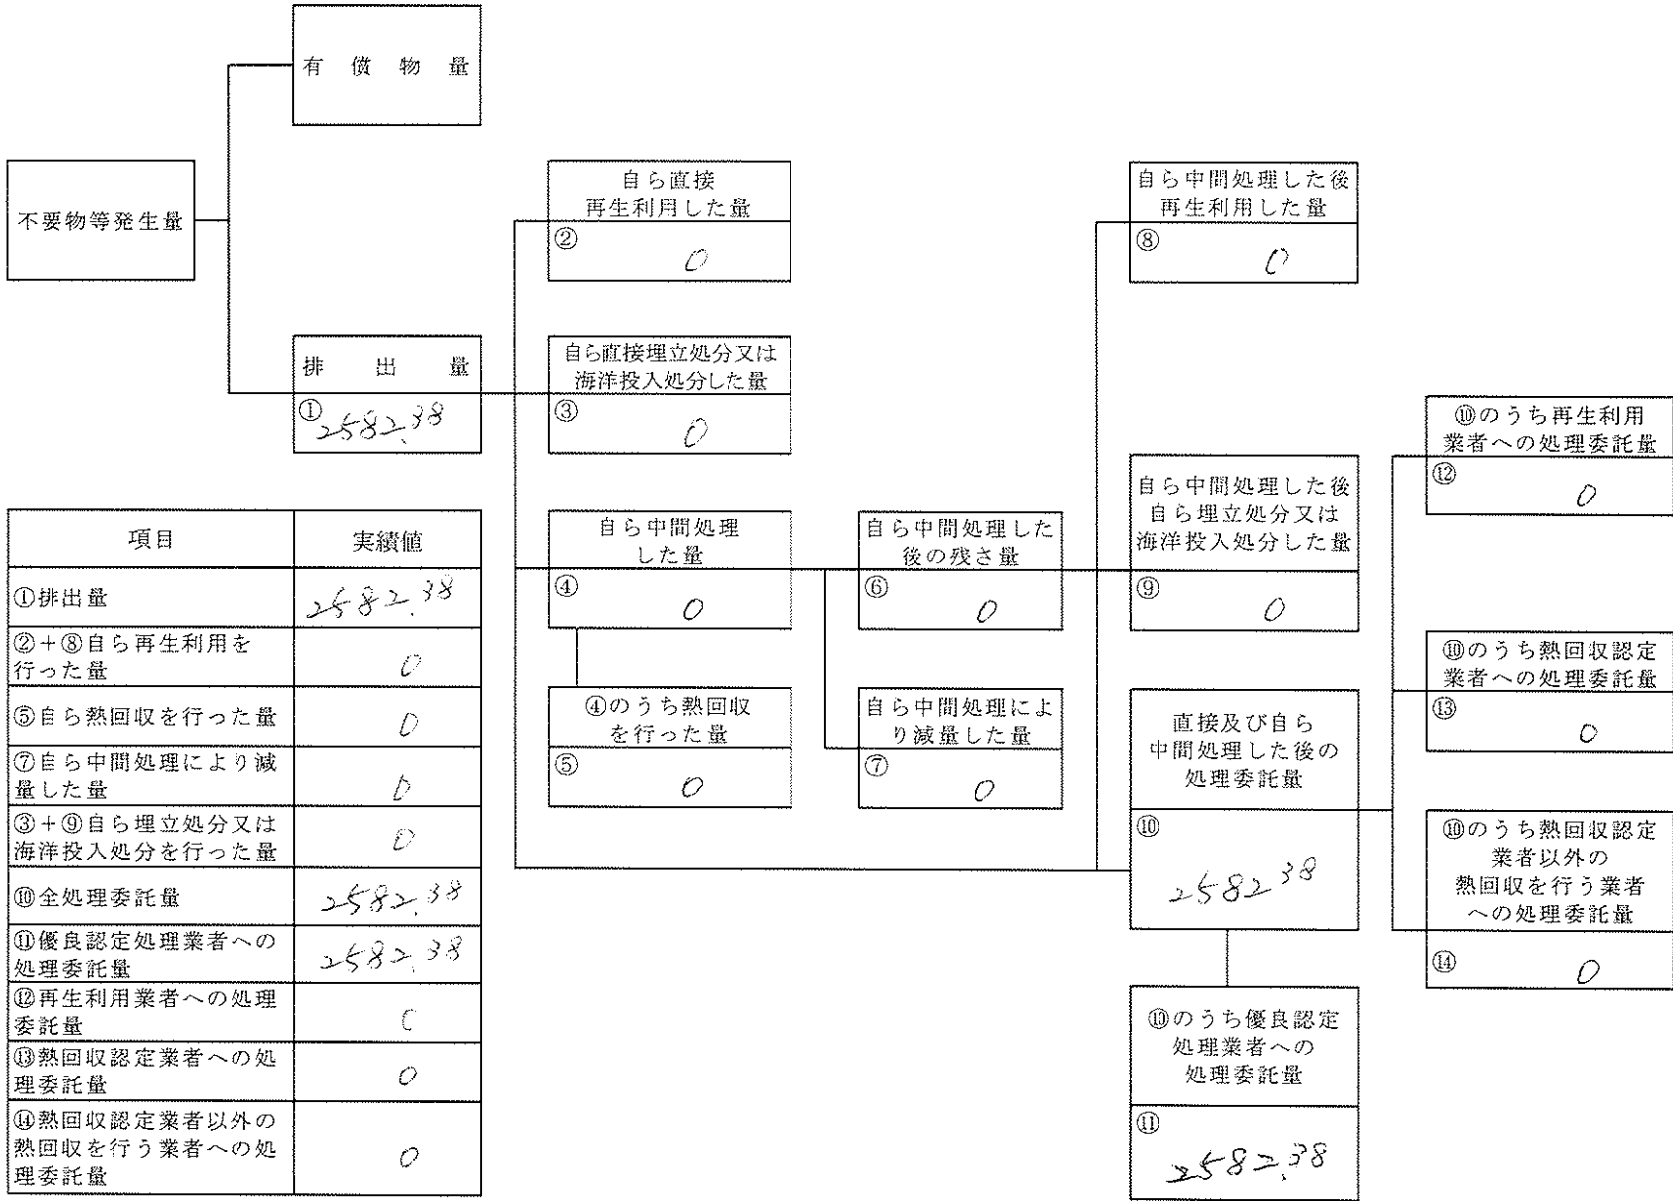 有償物量
不要物等発生量
排出量
①
2582.38
自ら直接
再生利用した量
②
0
自ら直接埋立処分又は
海洋投入処分した量
③
0
自ら中間処理
した量
④
0
④のうち熱回収
を行った量
⑤
0
自ら中間処理した
後の残さ量
⑥
0
自ら中間処理によ
り減量した量
⑦
0
自ら中間処理した後
再生利用した量
⑧
0
自ら中間処理した後
自ら埋立処分又は
海洋投入処分した量
⑨
0
直接及び自ら
中間処理した後の
処理委託量
⑩
2582 38
⑩のうち優良認定
処理業者への
処理委託量
⑪
2582.38
⑩のうち再生利用
業者への処理委託量
⑫
0
⑩のうち熱回収認定
業者への処理委託量
⑬
0
⑩のうち熱回収認定
業者以外の
熱回収を行う業者
への処理委託量
⑭
0
項目 実績値
①排出量 2582.38
②+⑧自ら再生利用を
行った量 0
⑤自ら熱回収を行った量 0
⑦自ら中間処理により減
量した量 0
③+⑨自ら埋立処分又は
海洋投入処分を行った量 0
⑩全処理委託量 2582.38
⑪優良認定処理業者への
処理委託量 2582.38
⑫再生利用業者への処理
委託量 0
⑬熱回収認定業者への処
理委託量 0
⑭熱回収認定業者以外の
熱回収を行う業者への処
理委託量 0